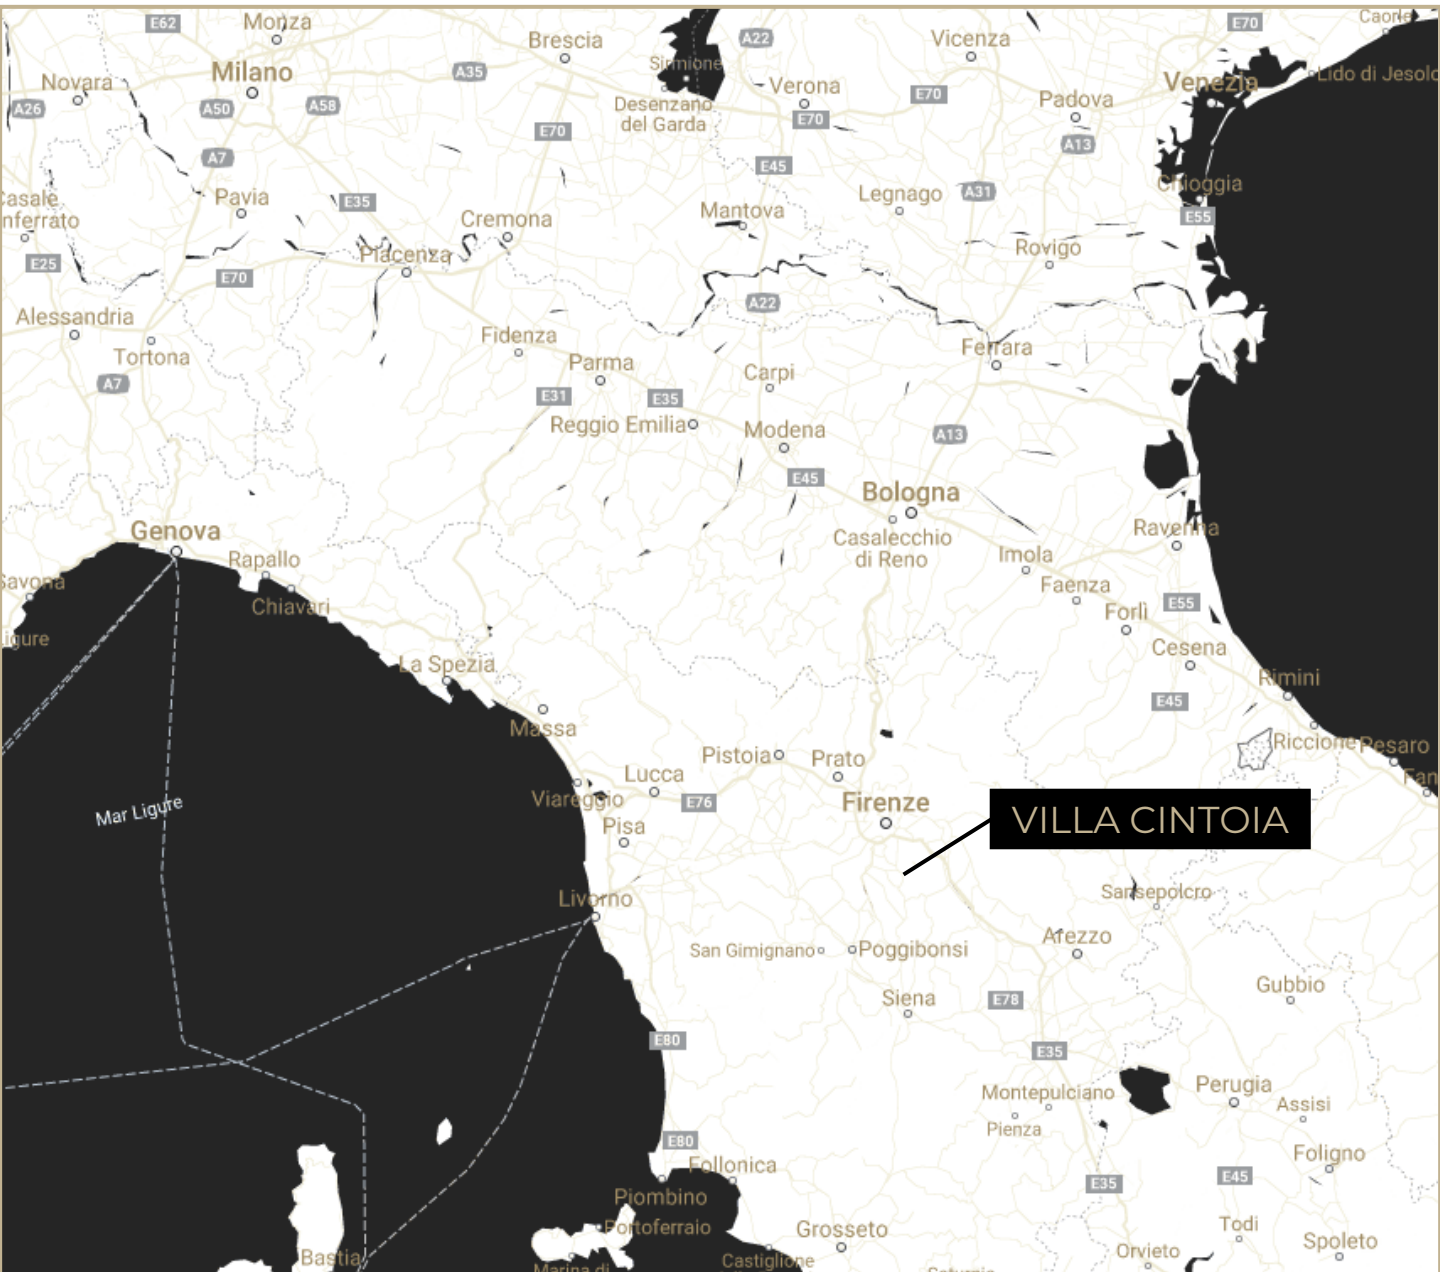 E62
Monza
Brescia
A22
Vicenza
E70
Caorle
Milano
A35
Sirmione
Novara
Verona
Venezia
Lido di Jesolo
A26
A50
A58
Desenzano
del Garda
E70
E70
Padova
E70
A13
A7
E45
Pavia
E35
Cremona
Mantova
Legnago
A31
Chioggia
E55
Casale
nferrato
Piacenza
Rovigo
E25
E70
A22
Alessandria
Tortona
Fidenza
Ferrara
Parma
Carpi
A7
E31
E35
Reggio Emilia
Modena
A13
E45
Bologna
Genova
Casalecchio
di Reno
Ravenna
Rapallo
Imola
Savona
Chiavari
Faenza
E55
Forlì
igure
La Spezia
Cesena
Rimini
E45
Massa
Pistoia
Prato
Riccione
Pesaro
Lucca
Fan
Viareggio
E76
Firenze
Mar Ligure
VILLA CINTOIA
Pisa
Livorno
Sansepolcro
San Gimignano
Poggibonsi
Arezzo
Siena
E78
Gubbio
E80
E35
Montepulciano
Perugia
Pienza
Assisi
E80
Follonica
Foligno
E35
E45
Piombino
Portoferraio
Grosseto
Todi
Bastia
Castiglione
Orvieto
Spoleto
Marina di